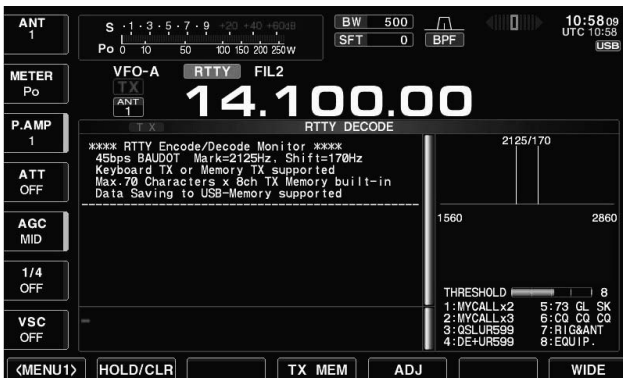 ANT
1
S ·1·3·5·7·9 +20 +40 +60dB
Po 0 10 50 100 150 200 250W
BW 500
SFT 0
BPF
10:58 09
UTC 10:58
USB
METER
Po
VFO-A RTTY FIL2
TX
ANT
1
14.100.00
P.AMP
1
TX
RTTY DECODE
**** RTTY Encode/Decode Monitor ****
45bps BAUDOT Mark=2125Hz, Shift=170Hz
Keyboard TX or Memory TX supported
Max.70 Characters x 8ch TX Memory built-in
Data Saving to USB-Memory supported
2125/170
1560 2860
ATT
OFF
AGC
MID
1/4
OFF
VSC
OFF
THRESHOLD 8
1:MYCALLx2 5:73 GL SK
2:MYCALLx3 6:CQ CQ CQ
3:QSLUR599 7:RIG&ANT
4:DE+UR599 8:EQUIP.
<MENU1> HOLD/CLR TX MEM ADJ WIDE